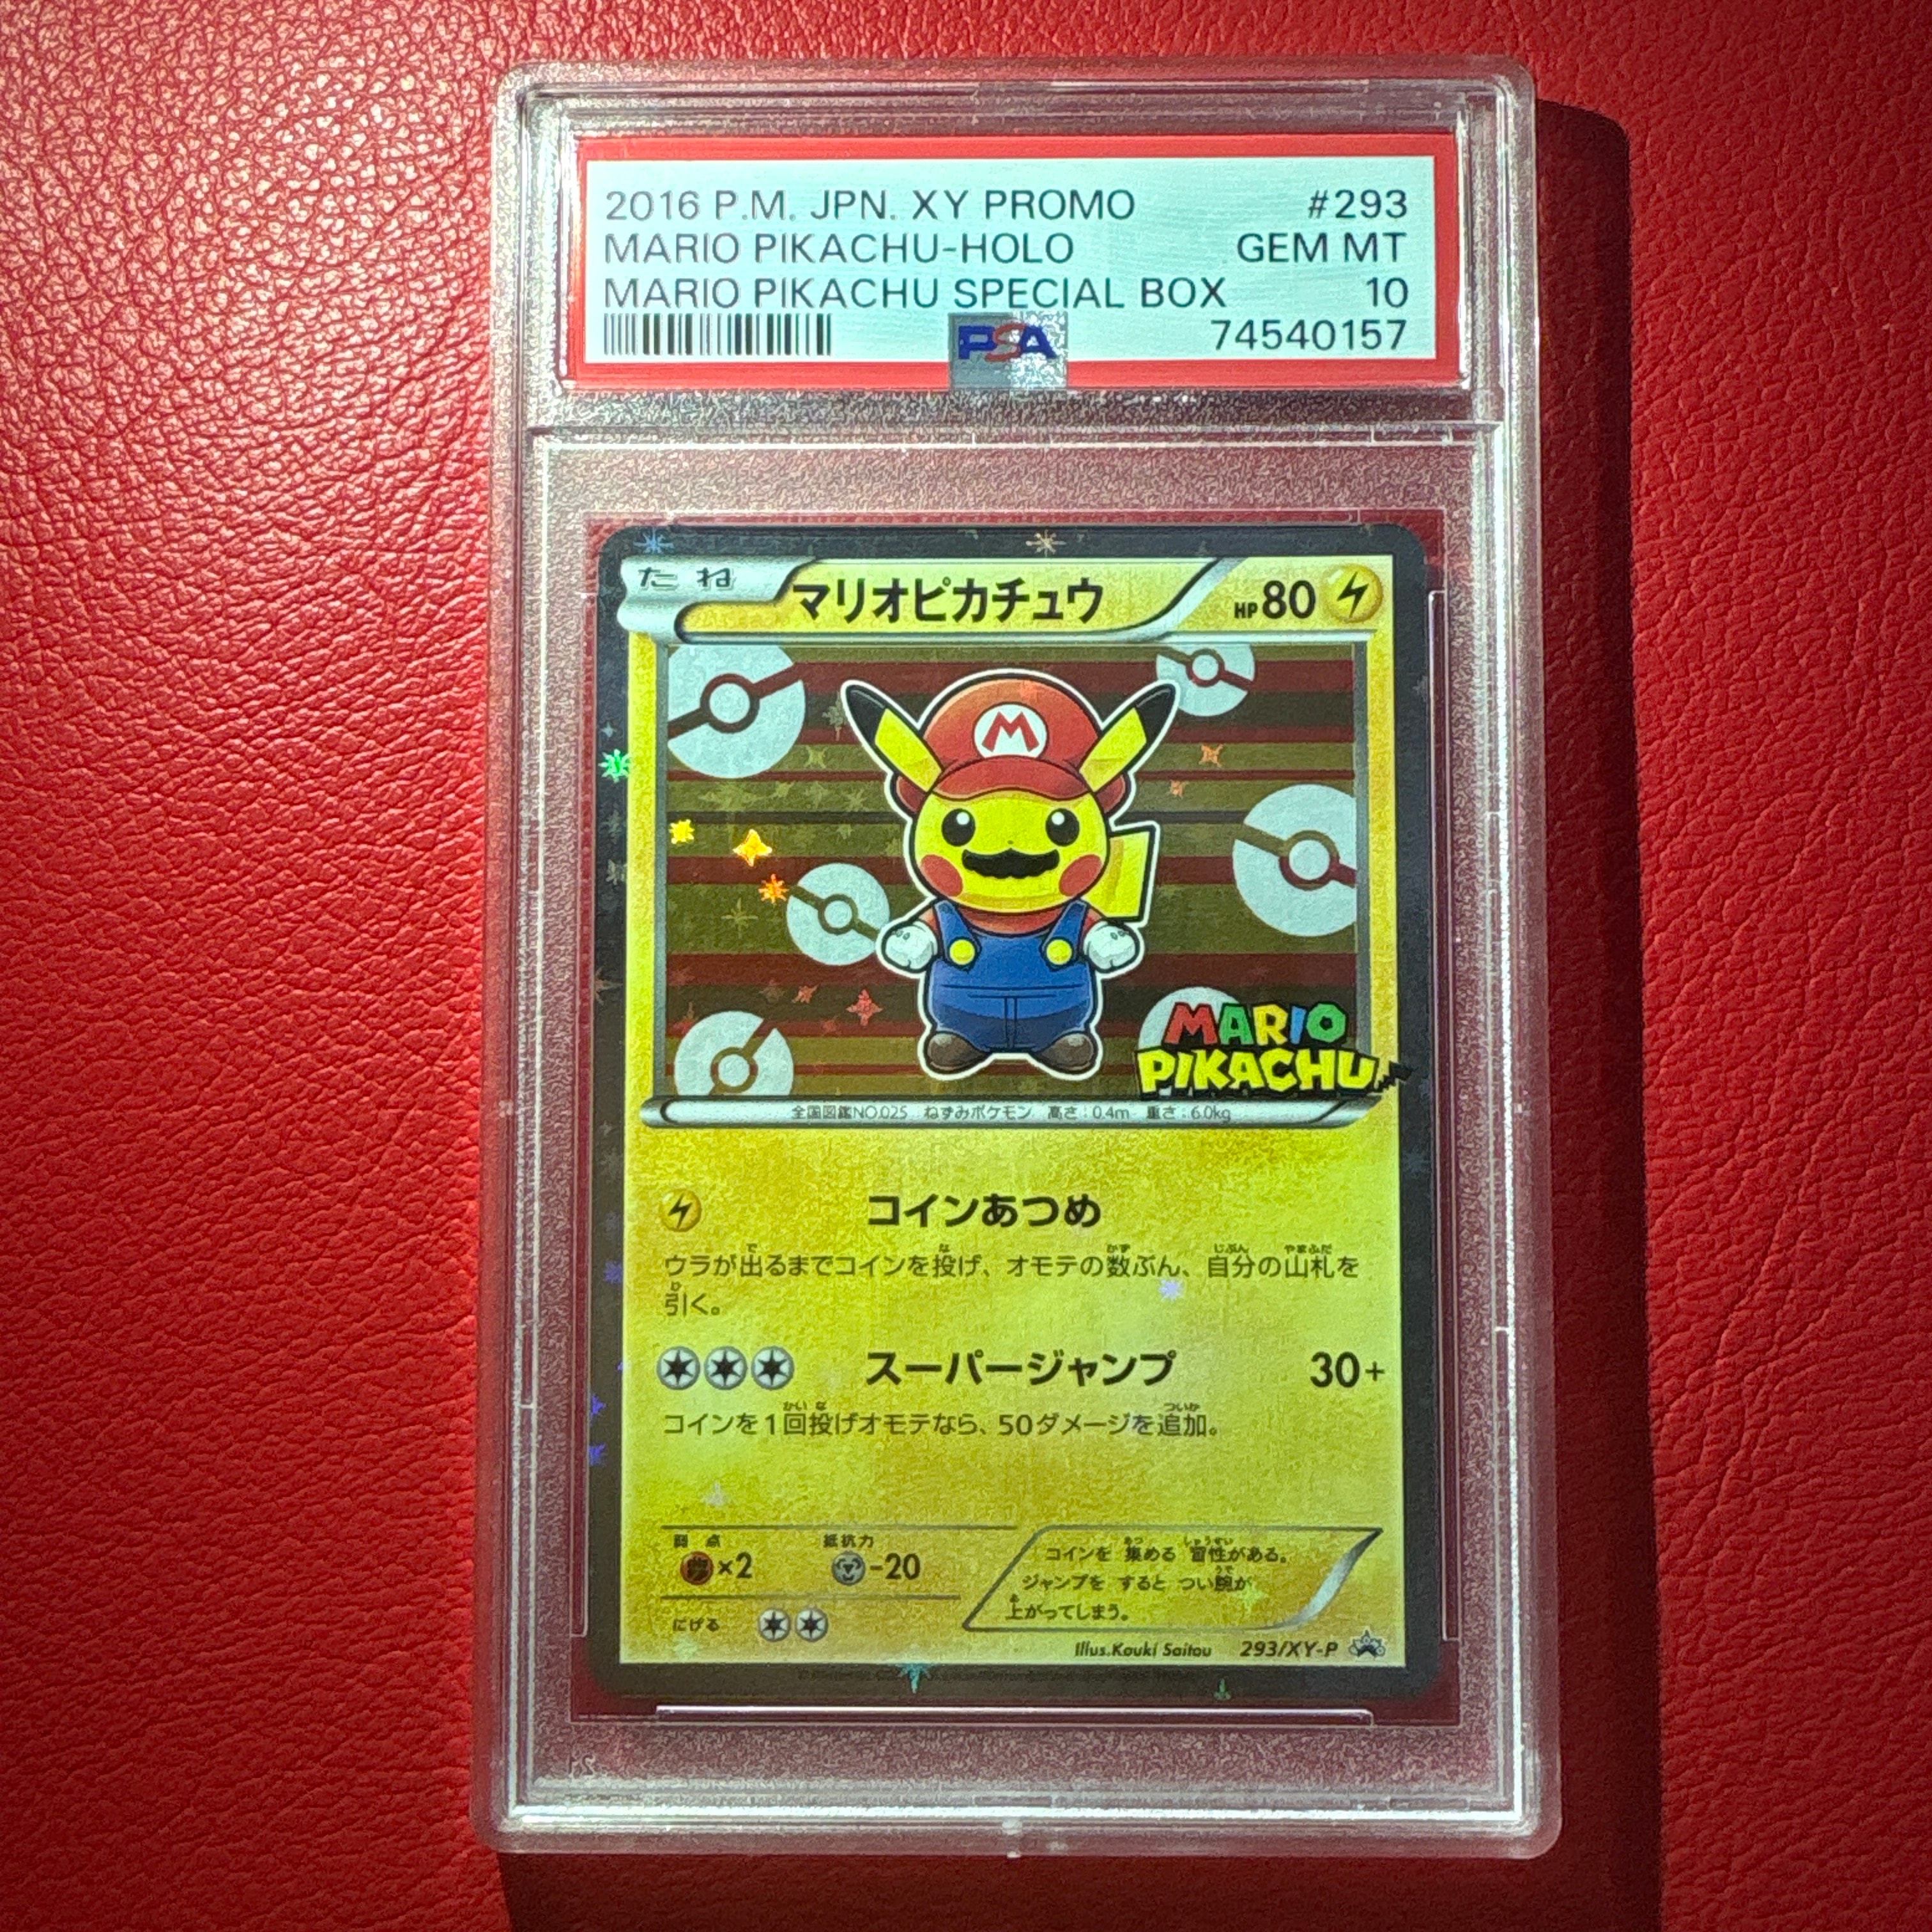 2016 P.M. JPN. XY PROMO #293
MARIO PIKACHU-HOLO GEM MT
MARIO PIKACHU SPECIAL BOX 10
PSA 74540157
たね マリオピカチュウ HP80
M
MARIO
PIKACHU
全国図鑑NO.025 ねずみポケモン 高さ:0.4m 重さ:6.0kg
コインあつめ
ウラが出るまでコインを投げ、オモテの数ぶん、自分の山札を
引く。
スーパージャンプ 30+
コインを1回投げオモテなら、50ダメージを追加。
弱点 抵抗力
×2 -20
にげる
コインを 集める 習性がある。
ジャンプを すると つい腕が
上がってしまう。
Illus.Kouki Saitou 293/XY-P